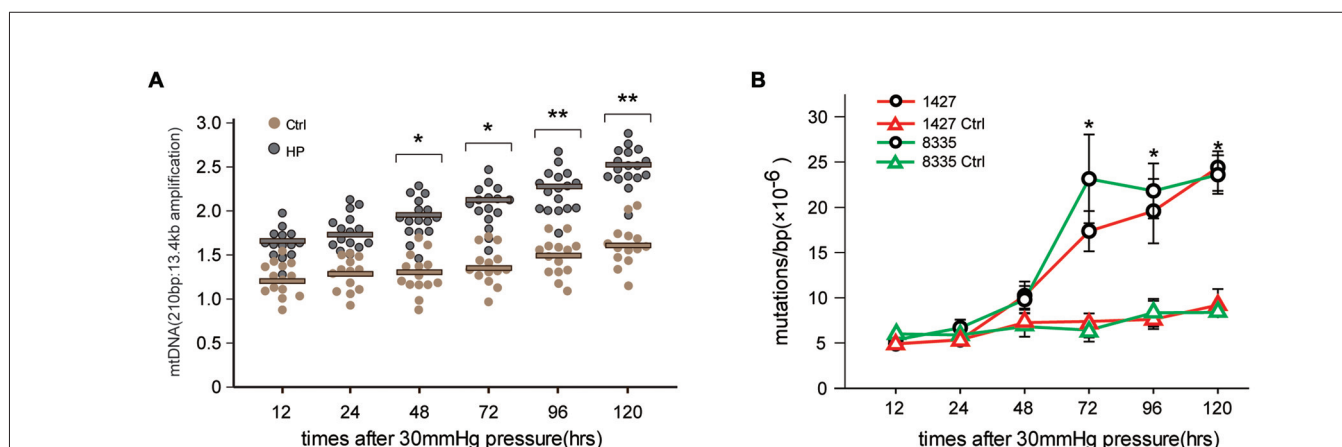 A
mtDNA(210bp:13.4kb amplification)
3.0
2.5
2.0
1.5
1.0
0.5
0
Ctrl
HP
*
*
**
**
12 24 48 72 96 120
times after 30mmHg pressure(hrs)
B
mutations/bp(×10⁻⁶)
30
25
20
15
10
5
0
1427
1427 Ctrl
8335
8335 Ctrl
*
*
*
12 24 48 72 96 120
times after 30mmHg pressure(hrs)